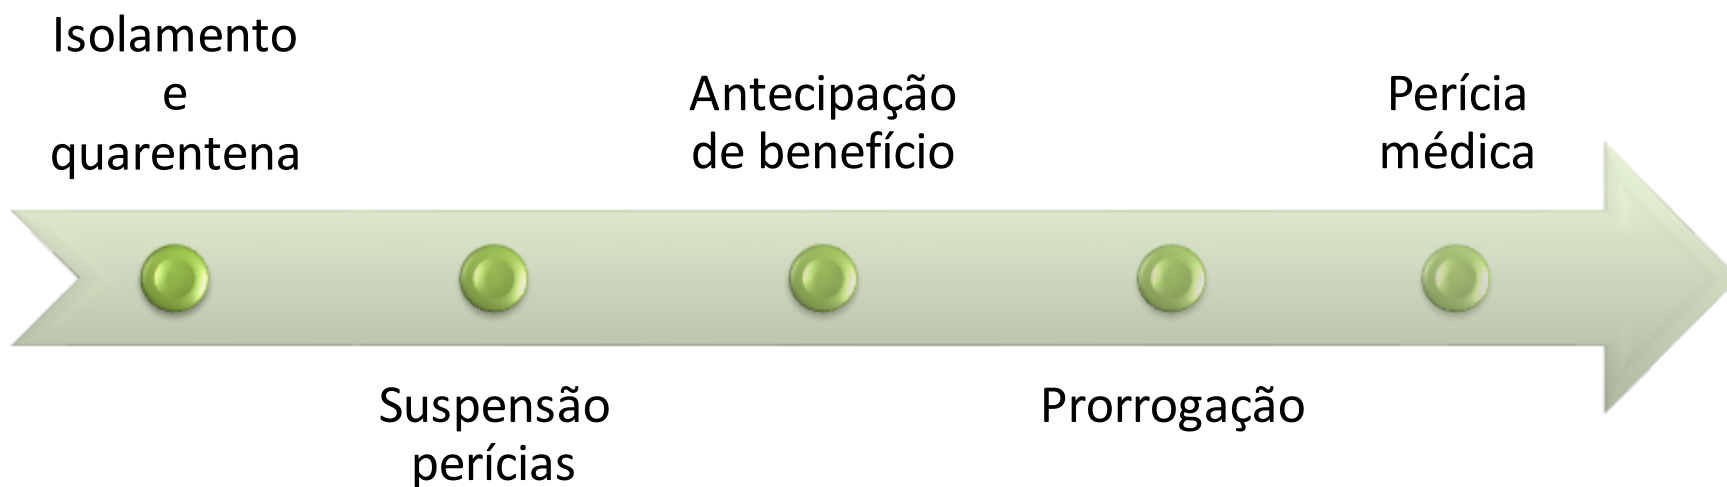 Isolamento
e
quarentena
Suspensão
perícias
Antecipação
de benefício
Prorrogação
Perícia
médica